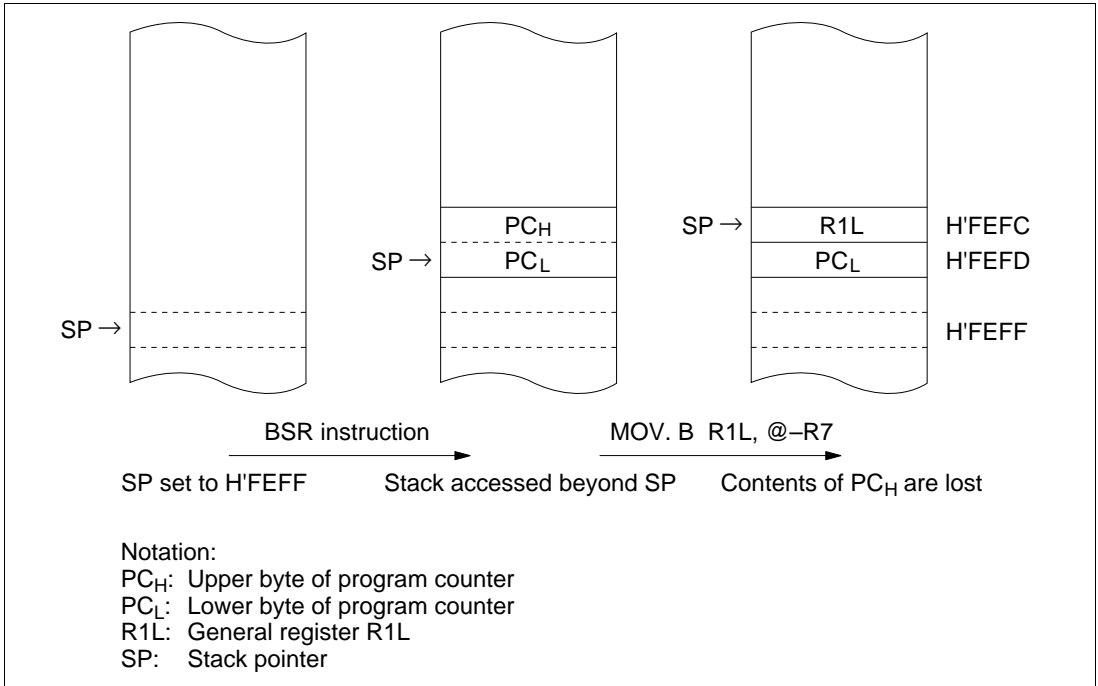 PCH
SP → R1L H'FEFC
SP → PCL PCL H'FEFD
SP → H'FEFF
BSR instruction MOV. B R1L, @–R7
SP set to H'FEFF Stack accessed beyond SP Contents of PCH are lost
Notation:
PCH: Upper byte of program counter
PCL: Lower byte of program counter
R1L: General register R1L
SP: Stack pointer